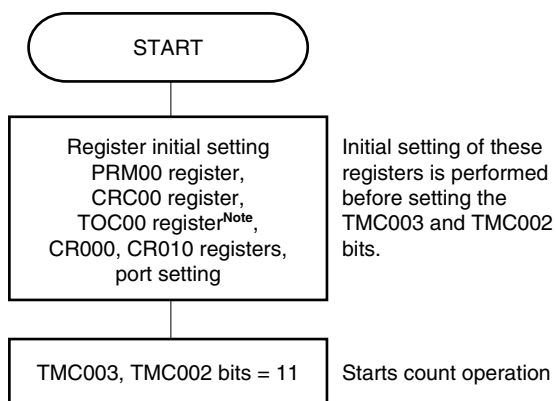 START
Register initial setting
PRM00 register,
CRC00 register,
TOC00 registerNote,
CR000, CR010 registers,
port setting
Initial setting of these
registers is performed
before setting the
TMC003 and TMC002
bits.
TMC003, TMC002 bits = 11
Starts count operation